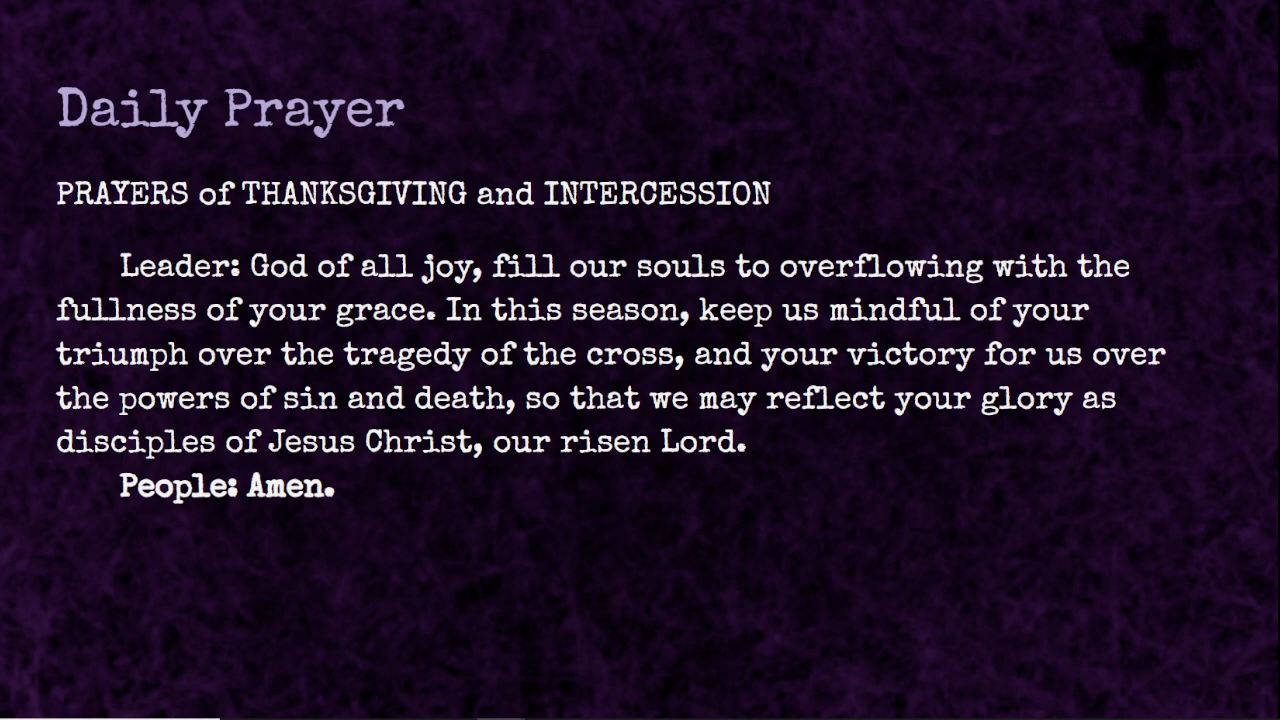 Daily Prayer
PRAYERS of THANKSGIVING and INTERCESSION
Leader: God of all joy, fill our souls to overflowing with the
fullness of your grace. In this season, keep us mindful of your
triumph over the tragedy of the cross, and your victory for us over
the powers of sin and death, so that we may reflect your glory as
disciples of Jesus Christ, our risen Lord.
People: Amen.